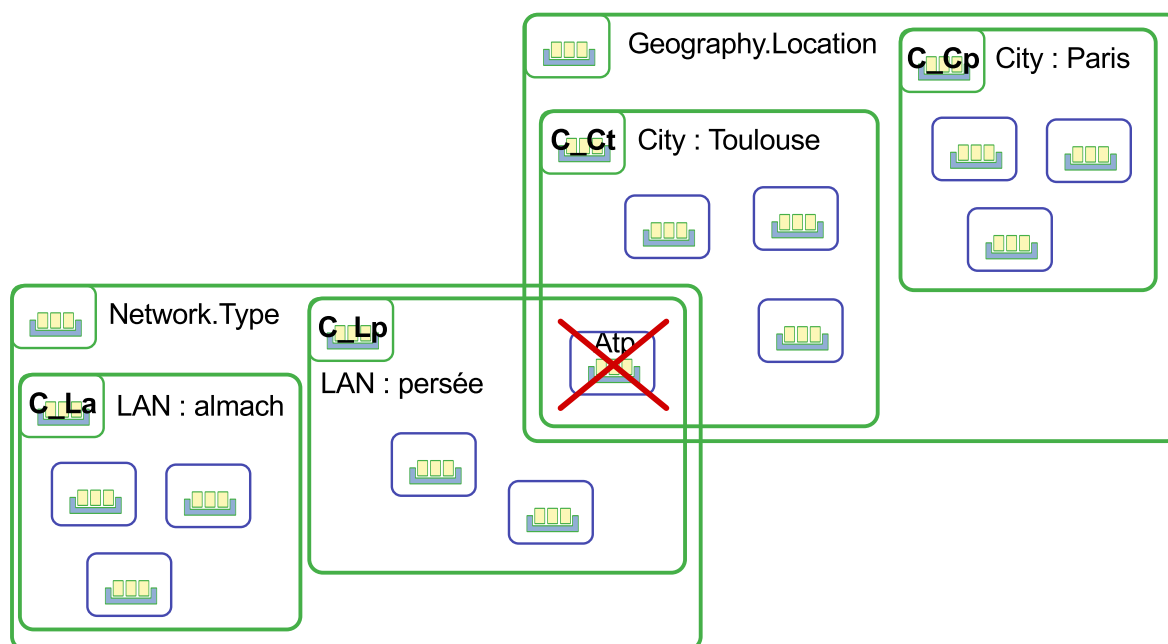 Geography.Location
C_Cp City : Paris
C_Ct City : Toulouse
Network.Type
C_Lp
LAN : persée
Atp
C_La LAN : almach